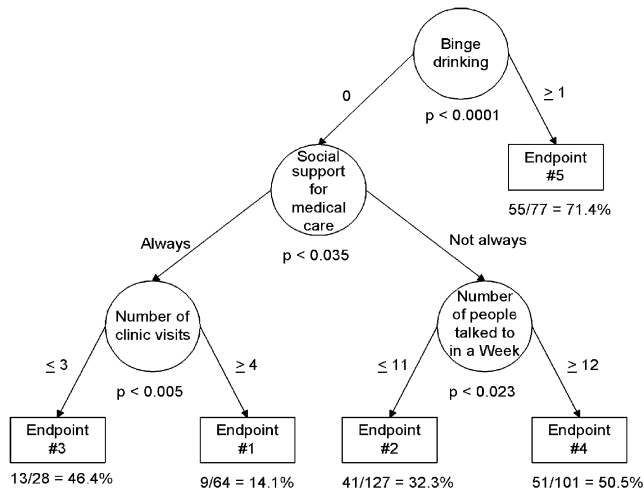 Binge
drinking
0
≥ 1
p < 0.0001
Social
support
for
medical
care
Endpoint
#5
55/77 = 71.4%
Always
Not always
p < 0.035
Number of
clinic visits
Number
of people
talked to
in a Week
≤ 3
≥ 4
≤ 11
≥ 12
p < 0.005
p < 0.023
Endpoint
#3
Endpoint
#1
Endpoint
#2
Endpoint
#4
13/28 = 46.4%
9/64 = 14.1%
41/127 = 32.3%
51/101 = 50.5%